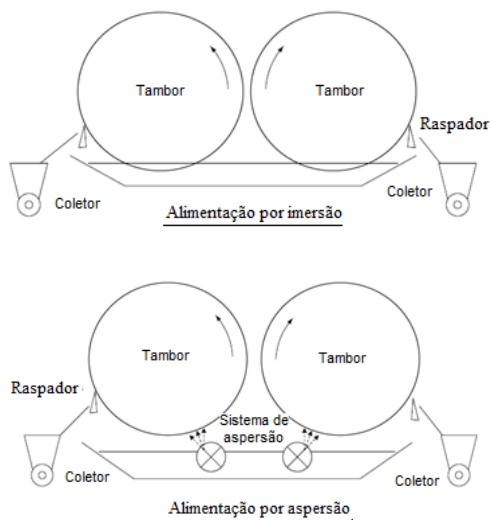 Tambor
Tambor
Raspador
Coletor
Coletor
Alimentação por imersão
Tambor
Tambor
Raspador
Sistema de
aspersão
Coletor
Coletor
Alimentação por aspersão